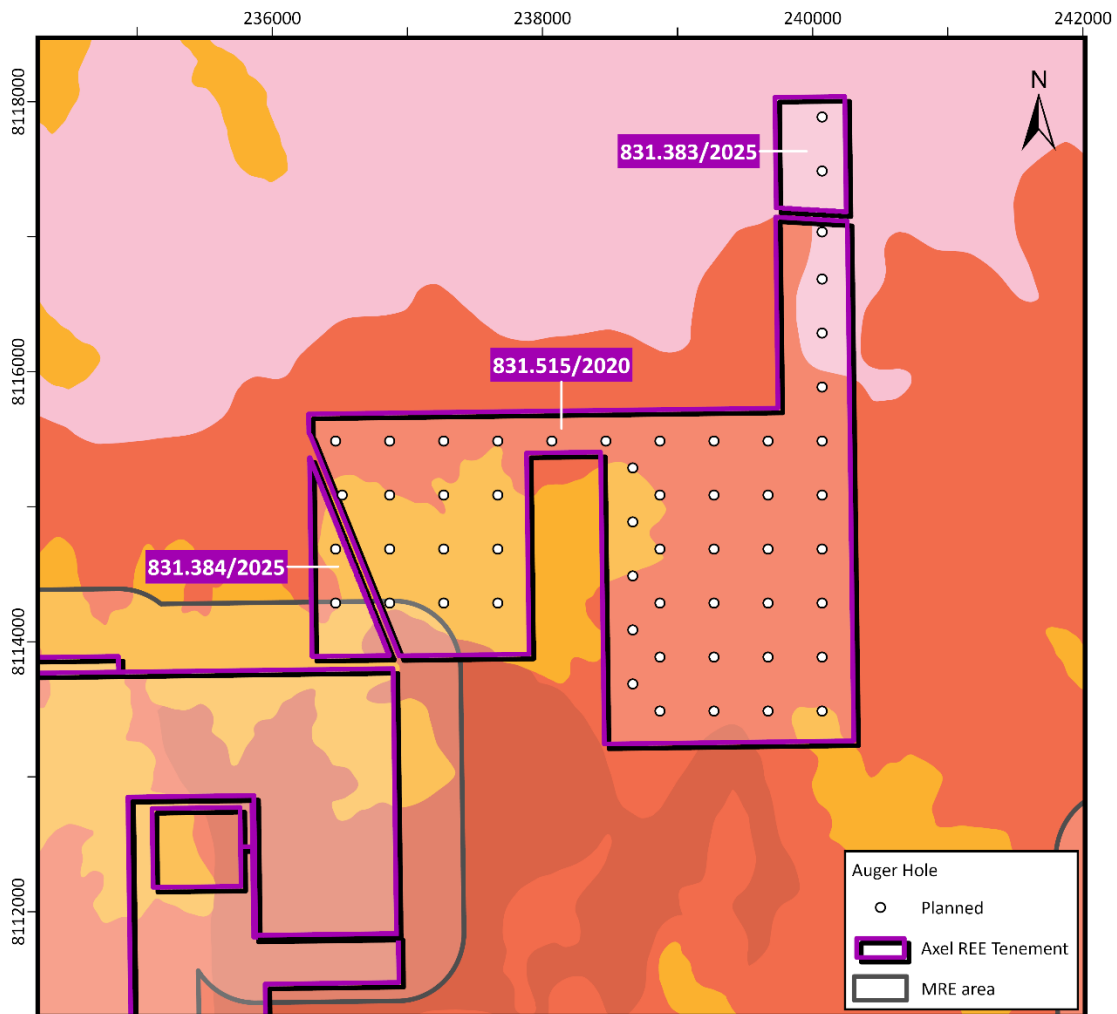 236000
238000
240000
242000
8118000
N
831.383/2025
8116000
831.515/2020
831.384/2025
8114000
8112000
Auger Hole
Planned
Axel REE Tenement
MRE area